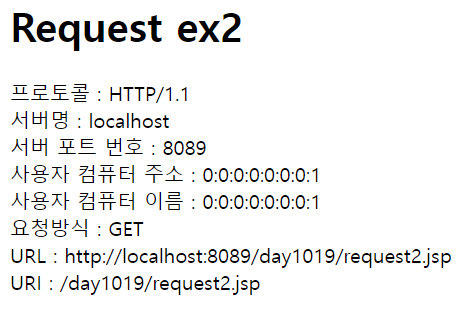 Request ex2
프로토콜 : HTTP/1.1
서버명 : localhost
서버 포트 번호 : 8089
사용자 컴퓨터 주소 : 0:0:0:0:0:0:0:1
사용자 컴퓨터 이름 : 0:0:0:0:0:0:0:1
요청방식 : GET
URL : http://localhost:8089/day1019/request2.jsp
URI : /day1019/request2.jsp